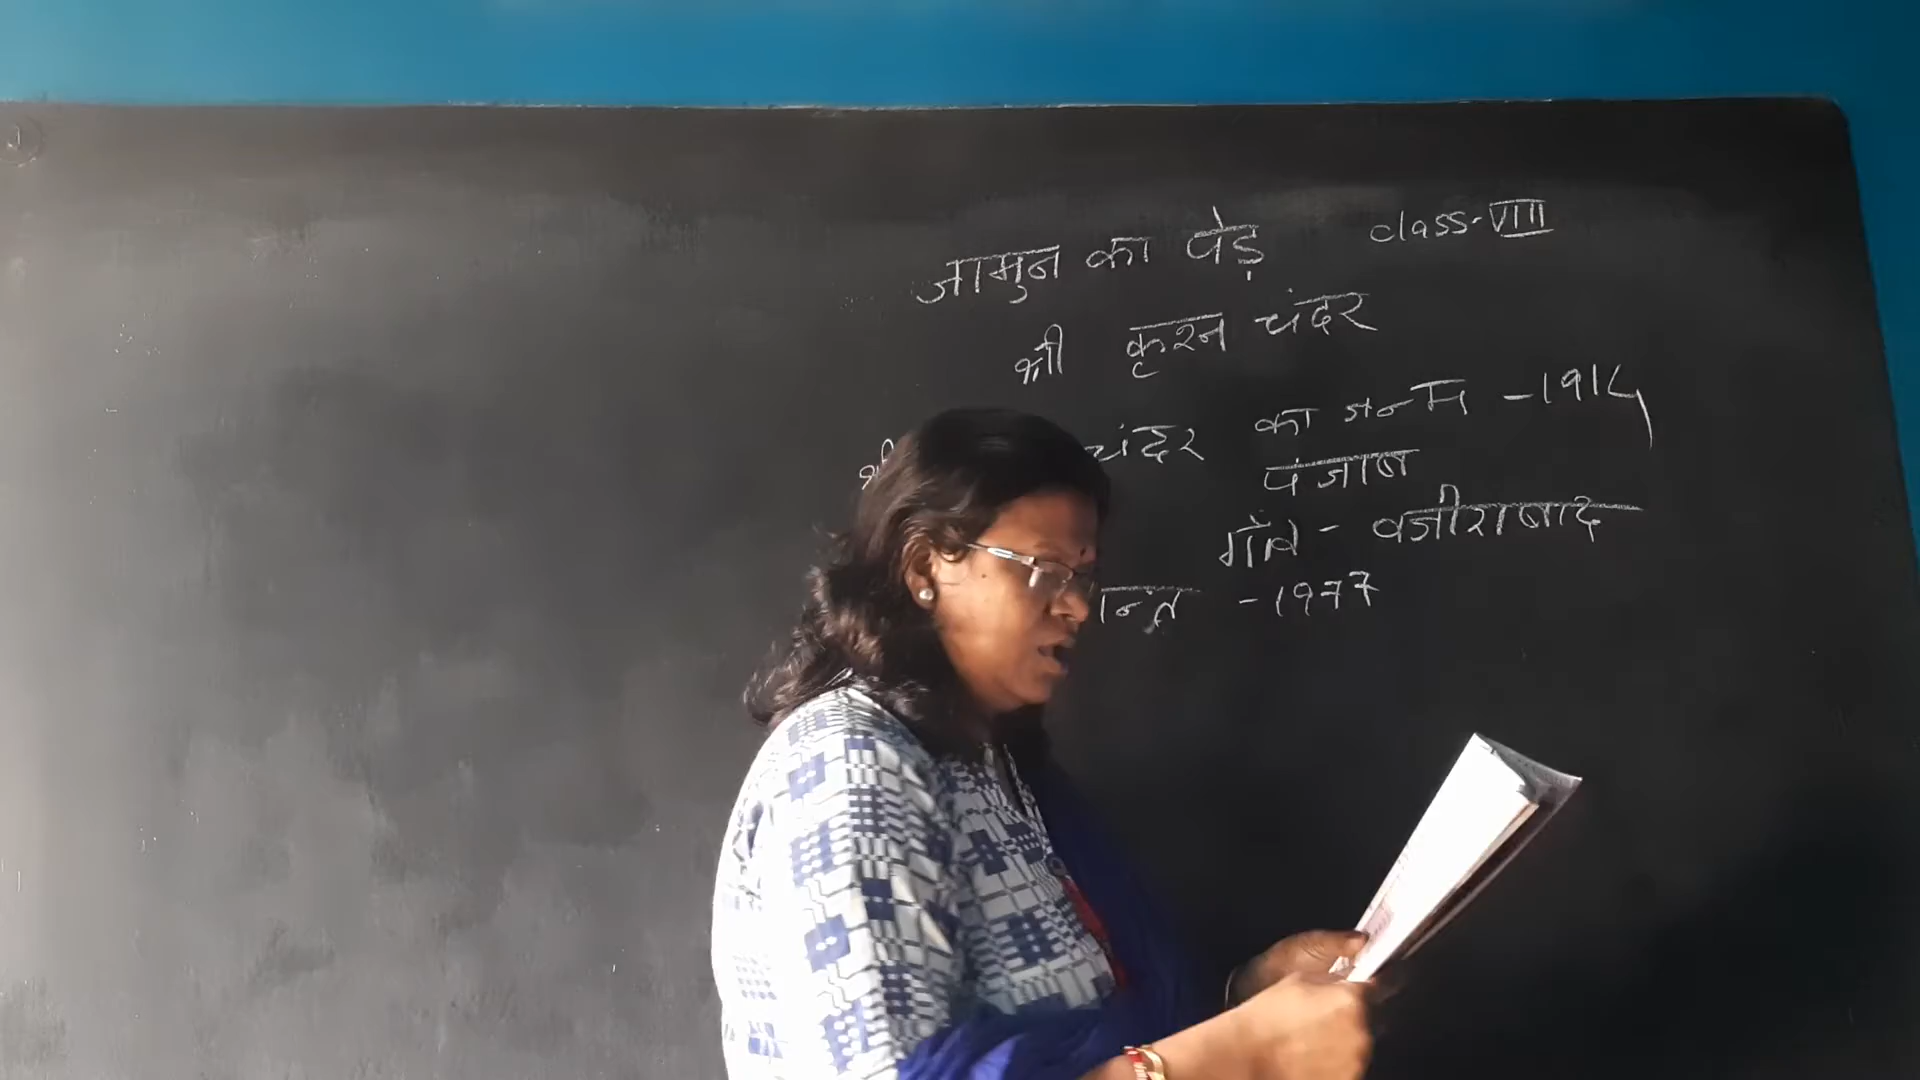 जामुन का पेड़ class-VIII
श्री कृश्न चंदर
चंदर का जन्म -1914
पंजाब
गाँव - वजीराबाद
-1977